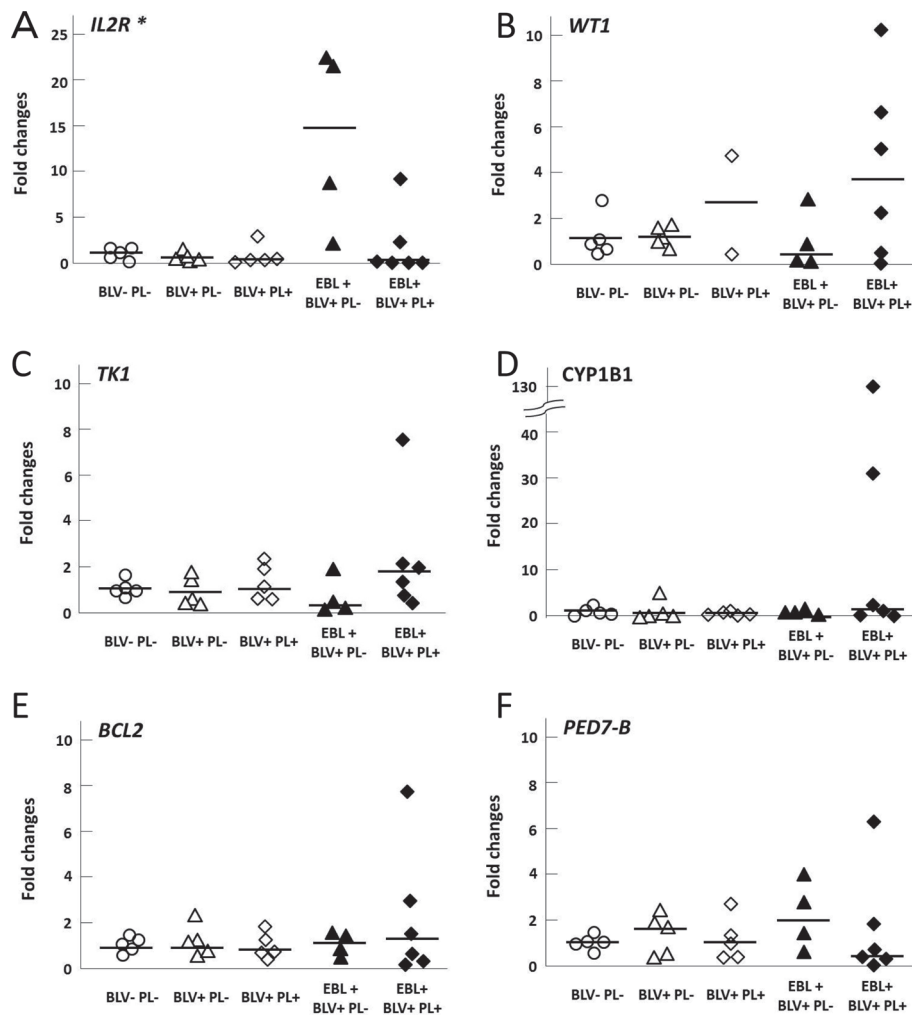 A
IL2R *
Fold changes
25
20
15
10
5
0
BLV- PL-
BLV+ PL-
BLV+ PL+
EBL +
BLV+ PL-
EBL+
BLV+ PL+
B
WT1
Fold changes
10
8
6
4
2
0
BLV- PL-
BLV+ PL-
BLV+ PL+
EBL +
BLV+ PL-
EBL+
BLV+ PL+
C
TK1
Fold changes
10
8
6
4
2
0
BLV- PL-
BLV+ PL-
BLV+ PL+
EBL +
BLV+ PL-
EBL+
BLV+ PL+
D
CYP1B1
Fold changes
130
40
30
20
10
0
BLV- PL-
BLV+ PL-
BLV+ PL+
EBL +
BLV+ PL-
EBL+
BLV+ PL+
E
BCL2
Fold changes
10
8
6
4
2
0
BLV- PL-
BLV+ PL-
BLV+ PL+
EBL +
BLV+ PL-
EBL+
BLV+ PL+
F
PED7-B
Fold changes
10
8
6
4
2
0
BLV- PL-
BLV+ PL-
BLV+ PL+
EBL +
BLV+ PL-
EBL+
BLV+ PL+